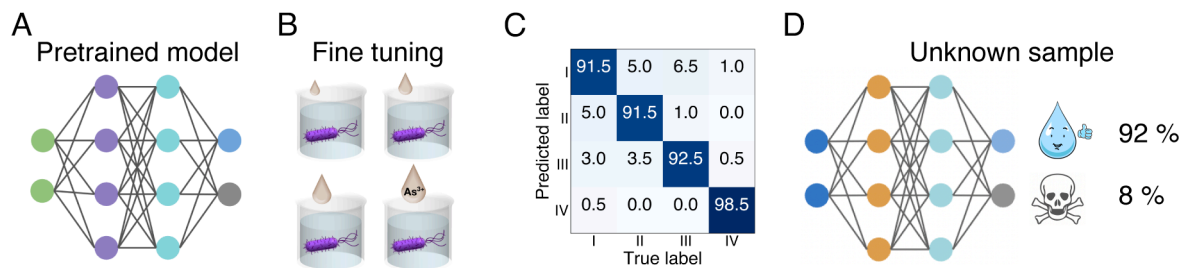 A
Pretrained model
B
Fine tuning
As³⁺
C
Predicted label
I 91.5 5.0 6.5 1.0
II 5.0 91.5 1.0 0.0
III 3.0 3.5 92.5 0.5
IV 0.5 0.0 0.0 98.5
I II III IV
True label
D
Unknown sample
92 %
8 %